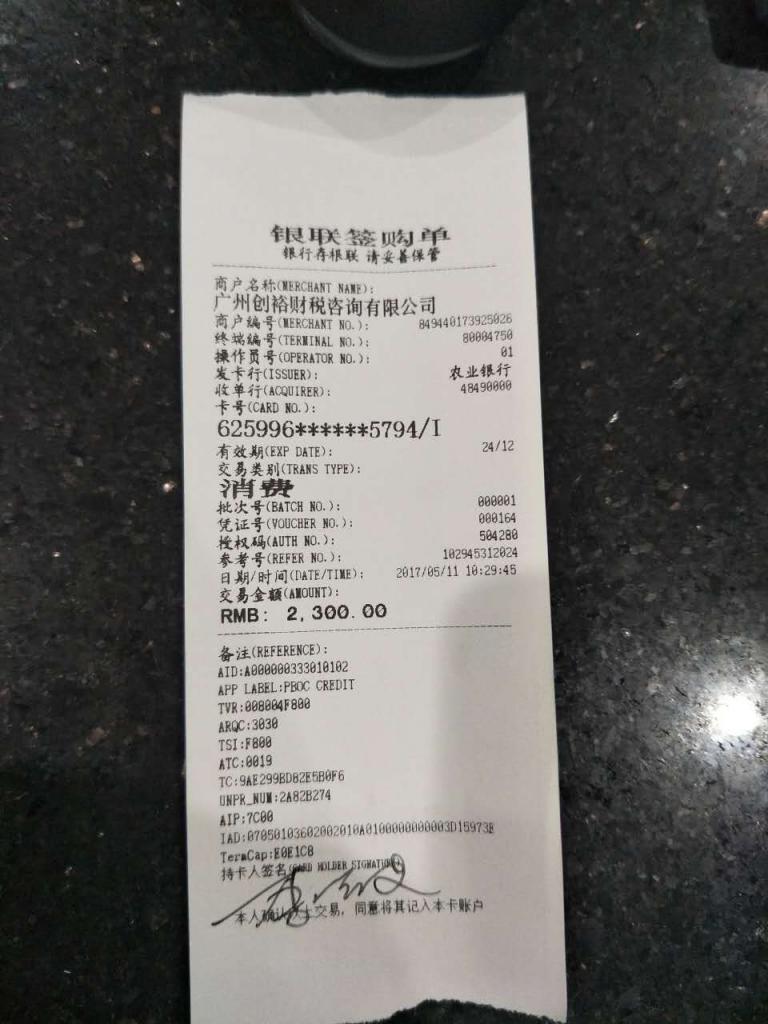 银联签购单
银行存根联 请妥善保管
商户名称(MERCHANT NAME):
广州创裕财税咨询有限公司
商户编号(MERCHANT NO.): 849440173925026
终端编号(TERMINAL NO.): 80004750
操作员号(OPERATOR NO.): 01
发卡行(ISSUER): 农业银行
收单行(ACQUIRER): 48490000
卡号(CARD NO.):
625996******5794/I
有效期(EXP DATE): 24/12
交易类别(TRANS TYPE):
消费
批次号(BATCH NO.): 000001
凭证号(VOUCHER NO.): 000164
授权码(AUTH NO.): 504280
参考号(REFER NO.): 102945312024
日期/时间(DATE/TIME): 2017/05/11 10:29:45
交易金额(AMOUNT):
RMB: 2,300.00
备注(REFERENCE):
AID:A000000333010102
APP LABEL:PBOC CREDIT
TVR:008004F800
ARQC:3030
TSI:F800
ATC:0019
TC:9AE299BD82E5B0F6
UNPR_NUM:2A82B274
AIP:7C00
IAD:07050103602002010A0100000000003D15973E
TermCap:E0E1C8
持卡人签名(CARD HOLDER SIGNATURE)
本人确认以上交易，同意将其记入本卡账户